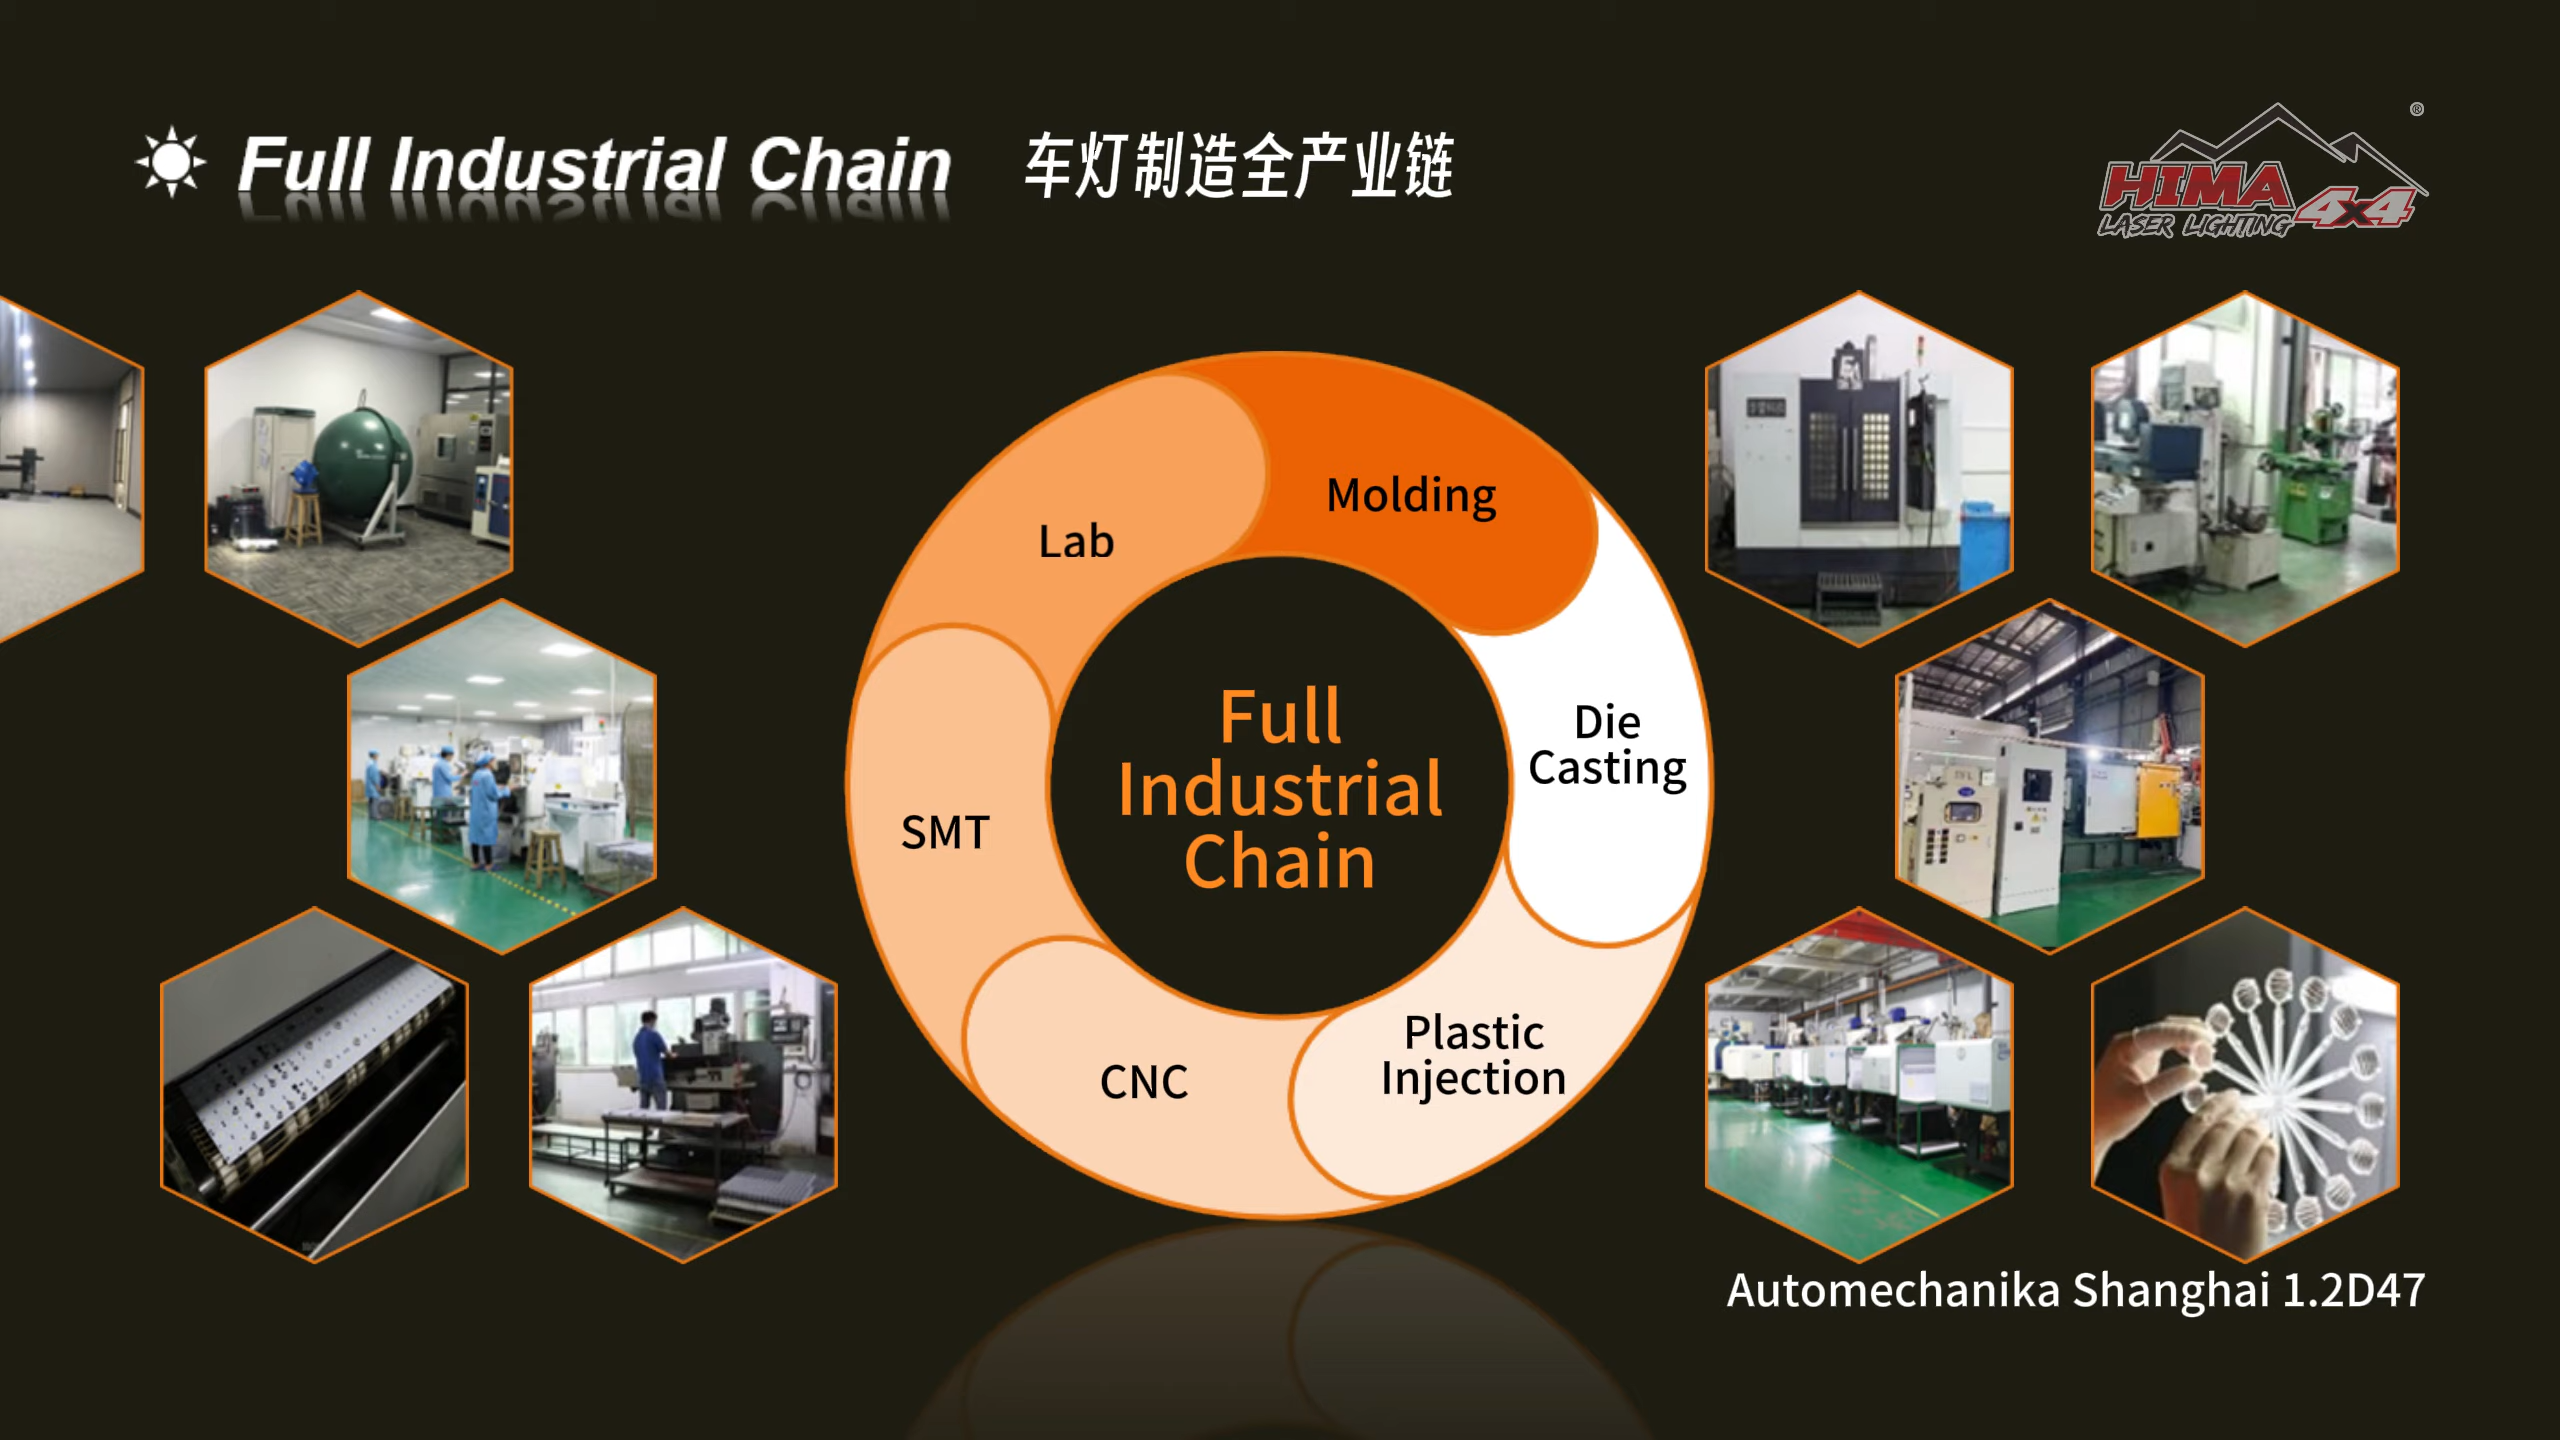 Full Industrial Chain 车灯制造全产业链
®
HIMA 4x4
LASER LIGHTING
Lab
Molding
Die
Casting
Full
Industrial
Chain
SMT
CNC
Plastic
Injection
Automechanika Shanghai 1.2D47